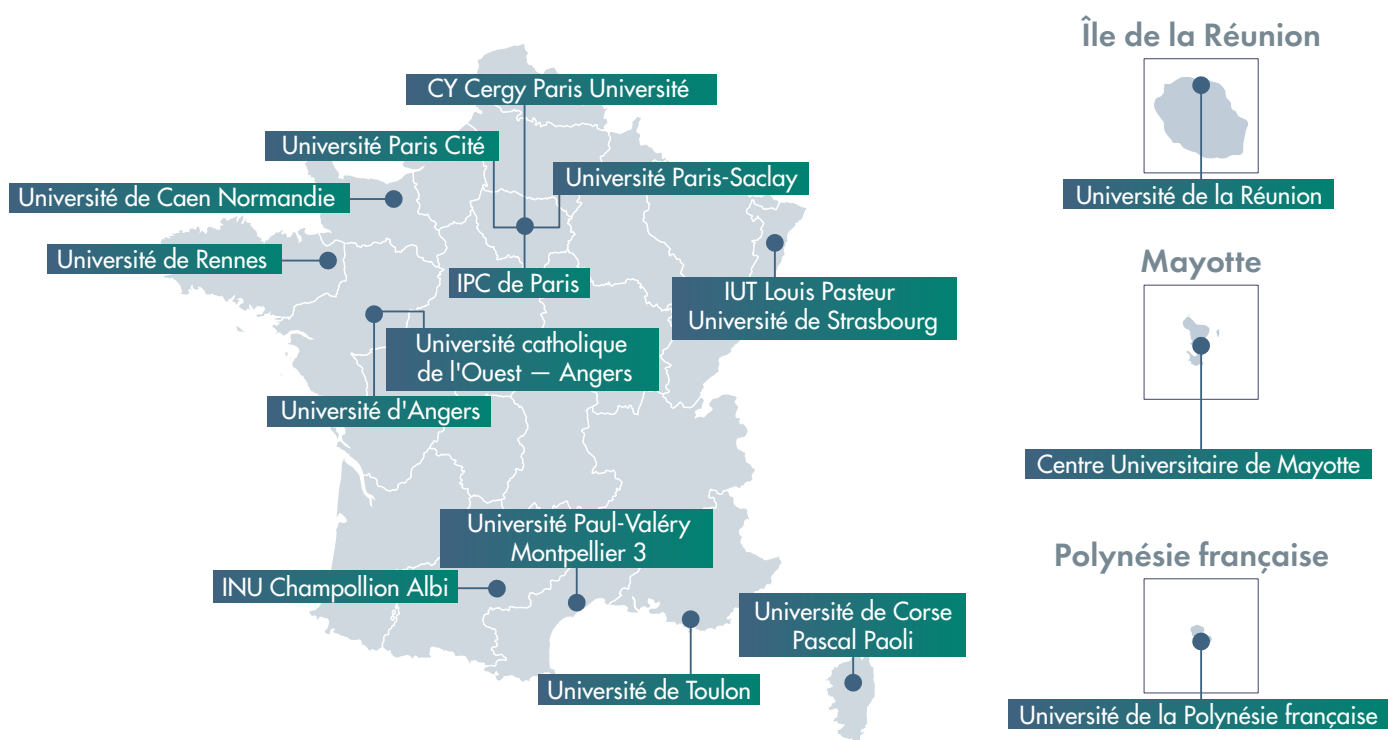 CY Cergy Paris Université
Université Paris Cité
Université Paris-Saclay
Université de Caen Normandie
Université de Rennes
IPC de Paris
IUT Louis Pasteur
Université de Strasbourg
Université catholique
de l'Ouest — Angers
Université d'Angers
Université Paul-Valéry
Montpellier 3
INU Champollion Albi
Université de Corse
Pascal Paoli
Université de Toulon
Île de la Réunion
Université de la Réunion
Mayotte
Centre Universitaire de Mayotte
Polynésie française
Université de la Polynésie française